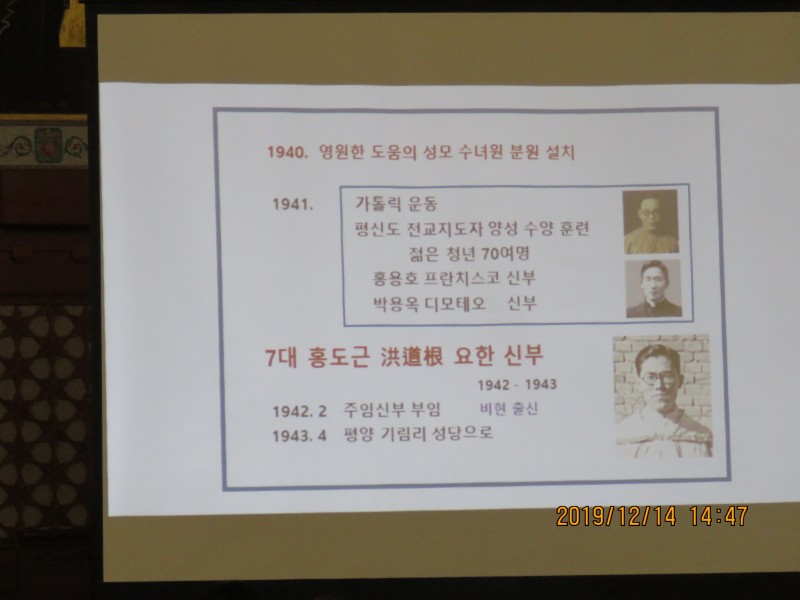 1940. 영원한 도움의 성모 수녀원 분원 설치
1941. 가톨릭 운동
평신도 전교지도자 양성 수양 훈련
젊은 청년 70여명
홍용호 프란치스코 신부
박용옥 디모테오 신부
7대 홍도근 洪道根 요한 신부
1942 - 1943
1942. 2 주임신부 부임 비현 출신
1943. 4 평양 기림리 성당으로
2019/12/14 14:47